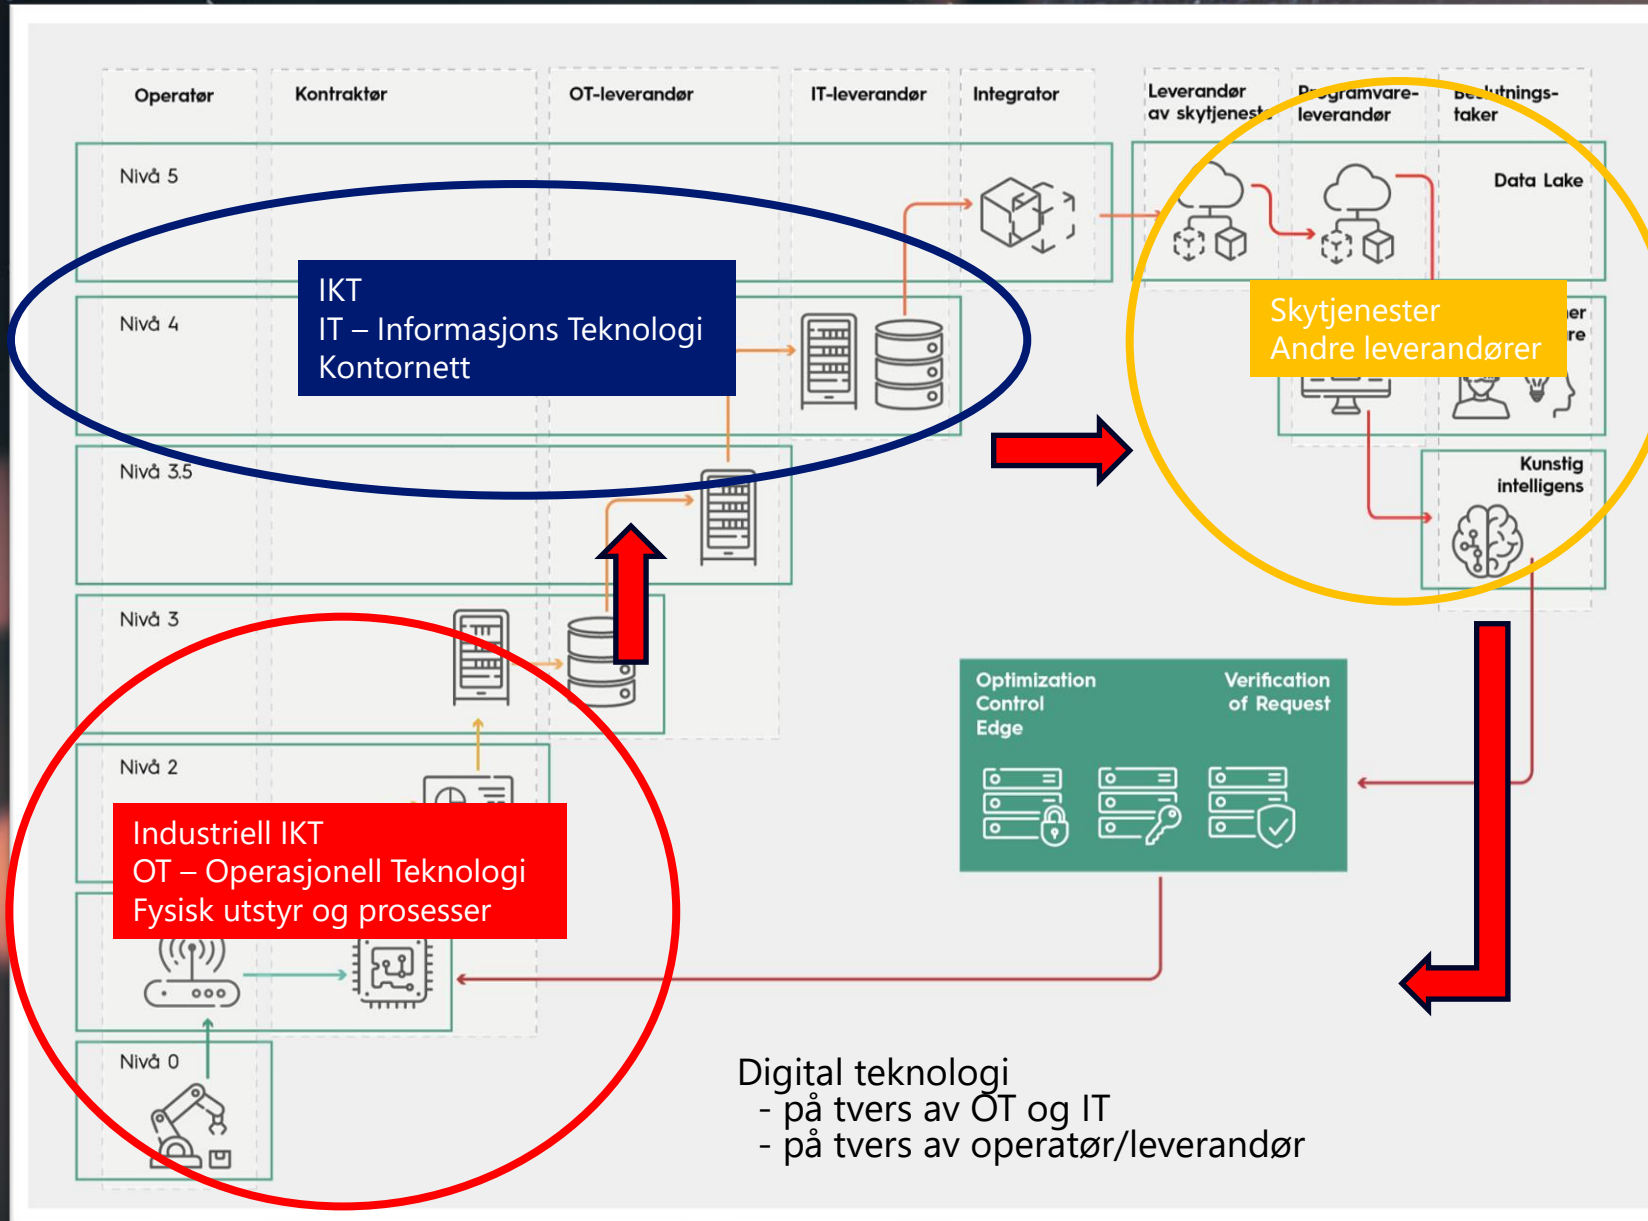 Operatør
Kontraktør
OT-leverandør
IT-leverandør
Integrator
Leverandør
av skytjeneste
Programvare-
leverandør
Beslutnings-
taker
Nivå 5
Data Lake
IKT
IT – Informasjons Teknologi
Kontornett
Nivå 4
Skytjenester
Andre leverandører
Nivå 3.5
Kunstig
intelligens
Nivå 3
Optimization
Control
Edge
Verification
of Request
Nivå 2
Industriell IKT
OT – Operasjonell Teknologi
Fysisk utstyr og prosesser
Nivå 0
Digital teknologi
- på tvers av OT og IT
- på tvers av operatør/leverandør